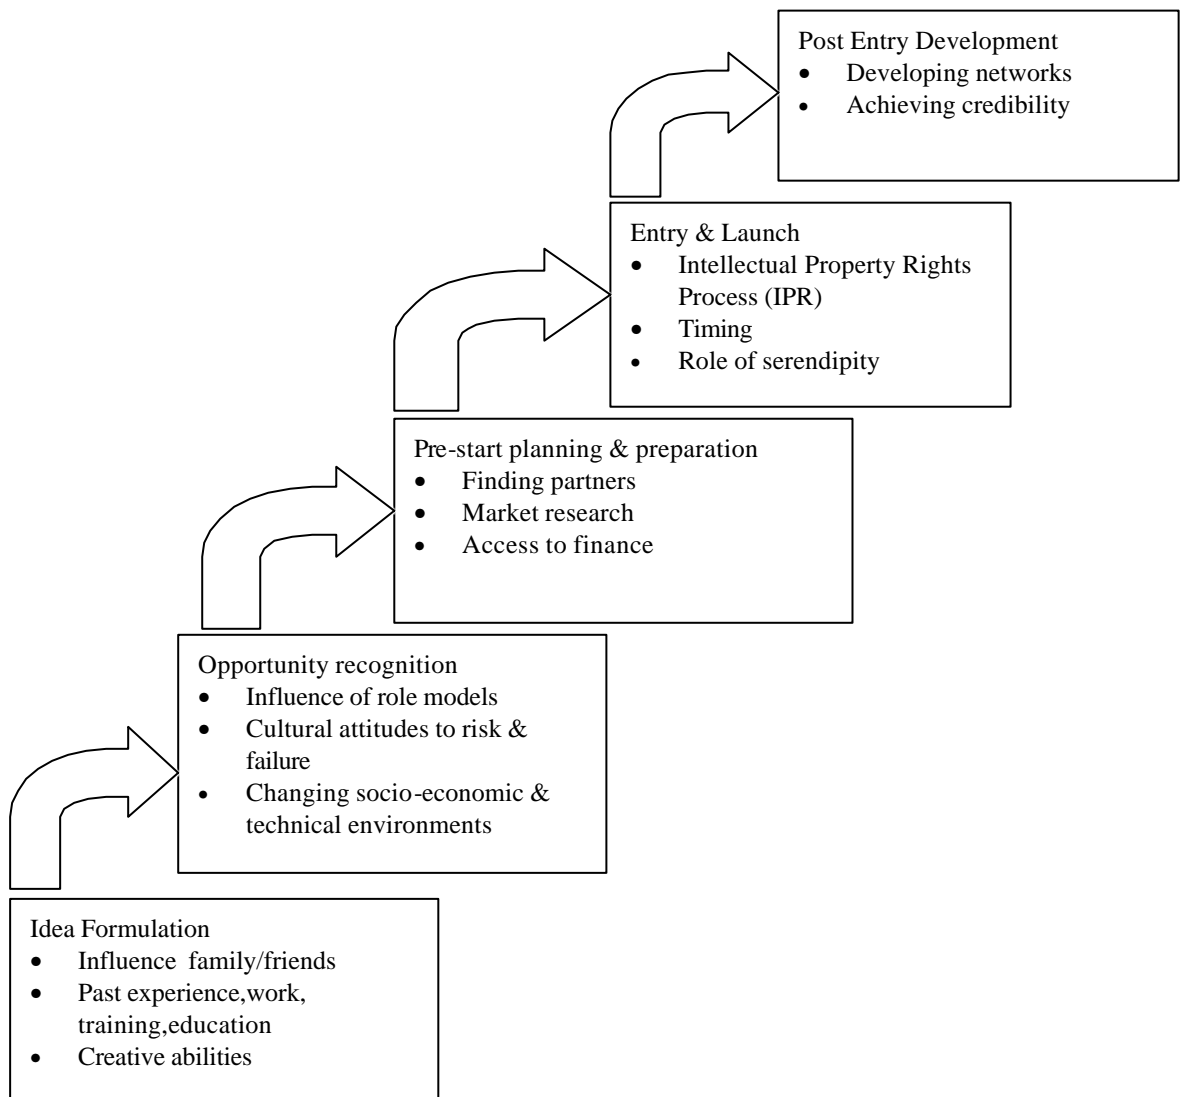 Post Entry Development
• Developing networks
• Achieving credibility
Entry & Launch
• Intellectual Property Rights
Process (IPR)
• Timing
• Role of serendipity
Pre-start planning & preparation
• Finding partners
• Market research
• Access to finance
Opportunity recognition
• Influence of role models
• Cultural attitudes to risk &
failure
• Changing socio-economic &
technical environments
Idea Formulation
• Influence family/friends
• Past experience,work,
training,education
• Creative abilities